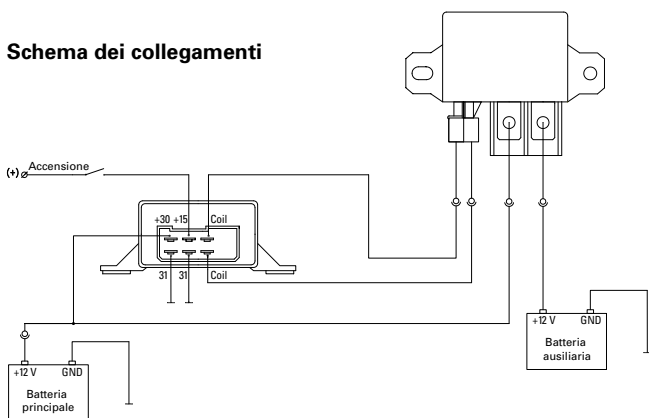 Schema dei collegamenti
(+) Accensione
+30 +15 Coil
31 31 Coil
+12 V GND
Batteria
ausiliaria
+12 V GND
Batteria
principale